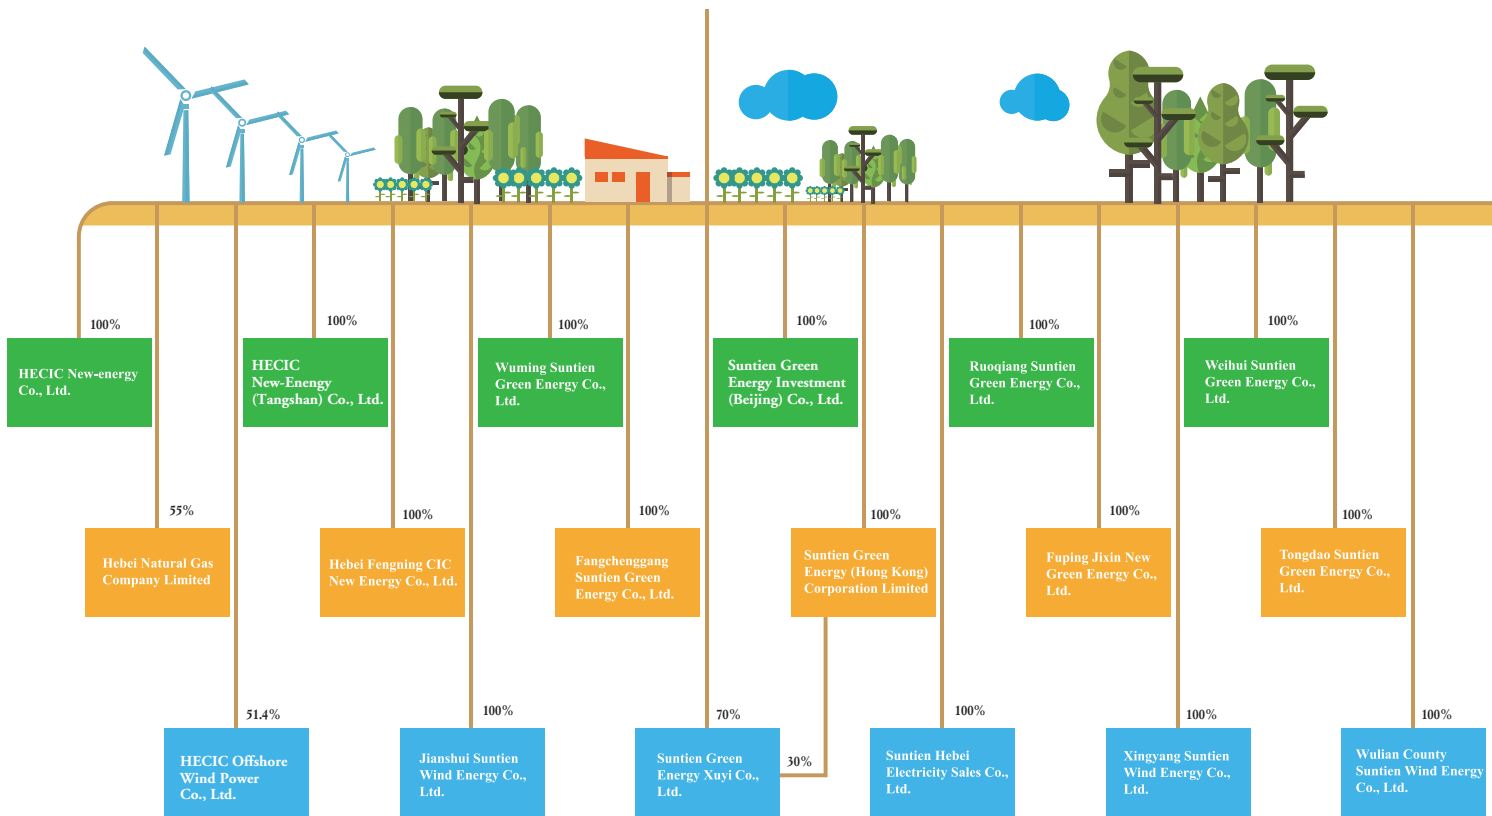 100%
HECIC New-energy
Co., Ltd.
100%
HECIC
New-Enengy
(Tangshan) Co., Ltd.
100%
Wuming Suntien
Green Energy Co.,
Ltd.
100%
Suntien Green
Energy Investment
(Beijing) Co., Ltd.
100%
Ruoqiang Suntien
Green Energy Co.,
Ltd.
100%
Weihui Suntien
Green Energy Co.,
Ltd.
55%
Hebei Natural Gas
Company Limited
100%
Hebei Fengning CIC
New Energy Co., Ltd.
100%
Fangchenggang
Suntien Green
Energy Co., Ltd.
100%
Suntien Green
Energy (Hong Kong)
Corporation Limited
100%
Fuping Jixin New
Green Energy Co.,
Ltd.
100%
Tongdao Suntien
Green Energy Co.,
Ltd.
51.4%
HECIC Offshore
Wind Power
Co., Ltd.
100%
Jianshui Suntien
Wind Energy Co.,
Ltd.
70%
Suntien Green
Energy Xuyi Co.,
Ltd.
30%
100%
Suntien Hebei
Electricity Sales Co.,
Ltd.
100%
Xingyang Suntien
Wind Energy Co.,
Ltd.
100%
Wulian County
Suntien Wind Energy
Co., Ltd.